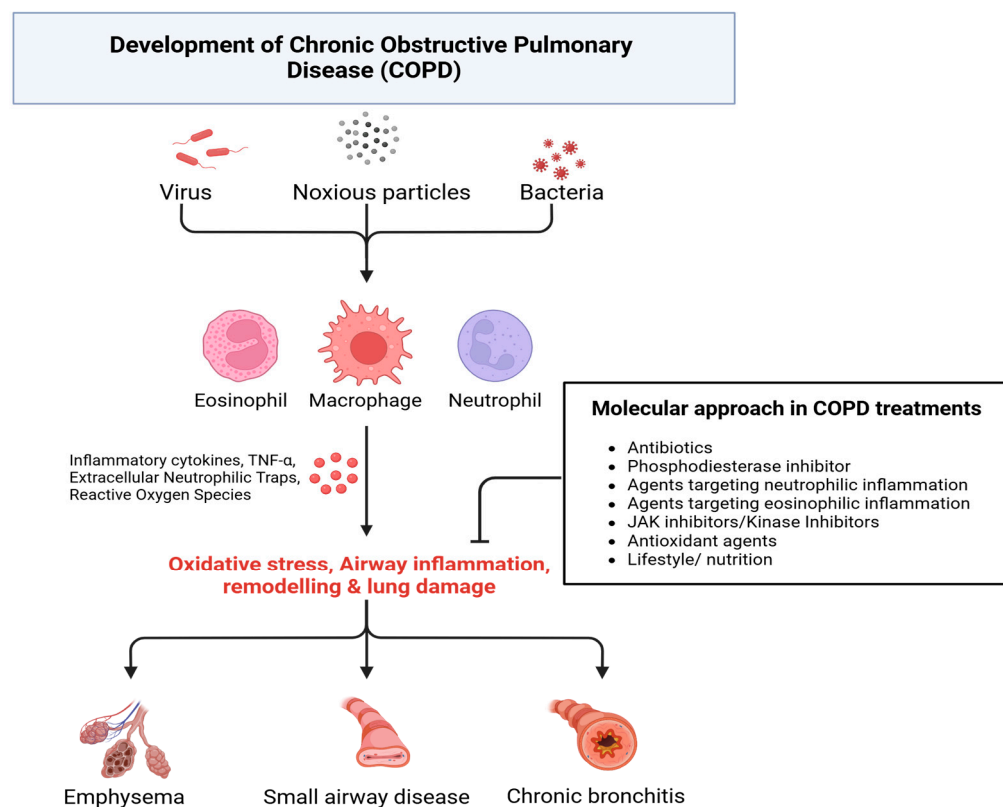 Development of Chronic Obstructive Pulmonary
Disease (COPD)
Virus
Noxious particles
Bacteria
Eosinophil
Macrophage
Neutrophil
Inflammatory cytokines, TNF-α,
Extracellular Neutrophilic Traps,
Reactive Oxygen Species
Molecular approach in COPD treatments
• Antibiotics
• Phosphodiesterase inhibitor
• Agents targeting neutrophilic inflammation
• Agents targeting eosinophilic inflammation
• JAK inhibitors/Kinase Inhibitors
• Antioxidant agents
• Lifestyle/ nutrition
Oxidative stress, Airway inflammation,
remodelling & lung damage
Emphysema
Small airway disease
Chronic bronchitis